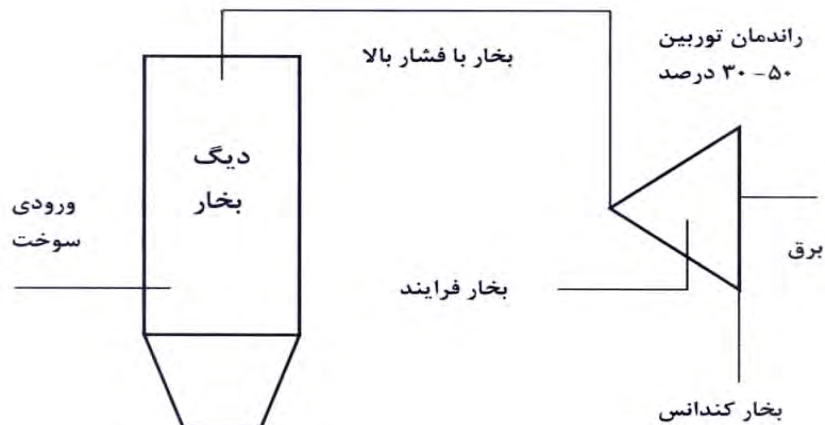 راندمان توربین
۵۰- ۳۰ درصد
بخار با فشار بالا
دیگ
بخار
ورودی
سوخت
برق
بخار فرایند
بخار کندانس